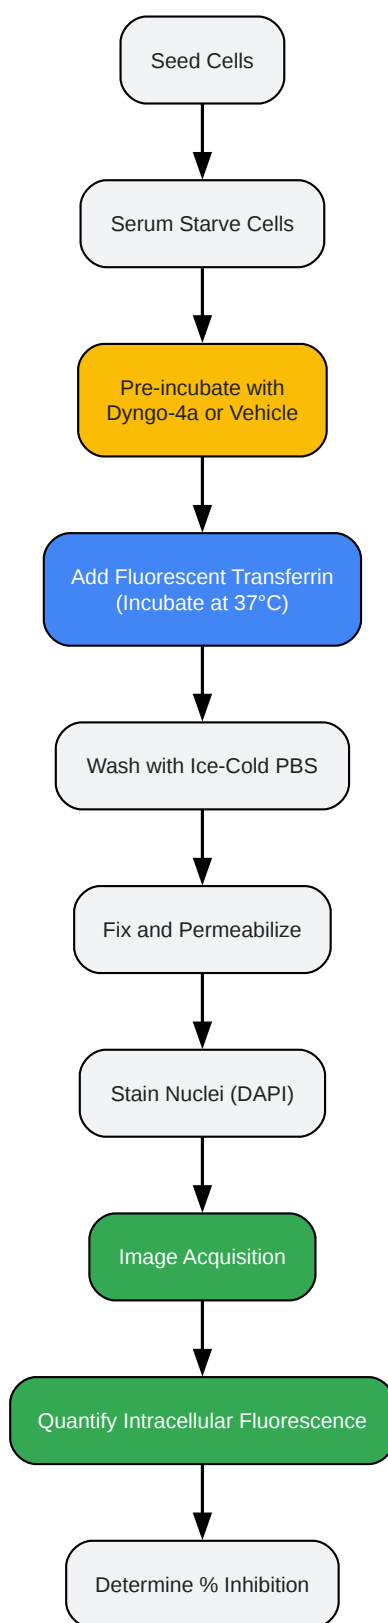 Seed Cells
Serum Starve Cells
Pre-incubate with
Dyngo-4a or Vehicle
Add Fluorescent Transferrin
(Incubate at 37°C)
Wash with Ice-Cold PBS
Fix and Permeabilize
Stain Nuclei (DAPI)
Image Acquisition
Quantify Intracellular Fluorescence
Determine % Inhibition